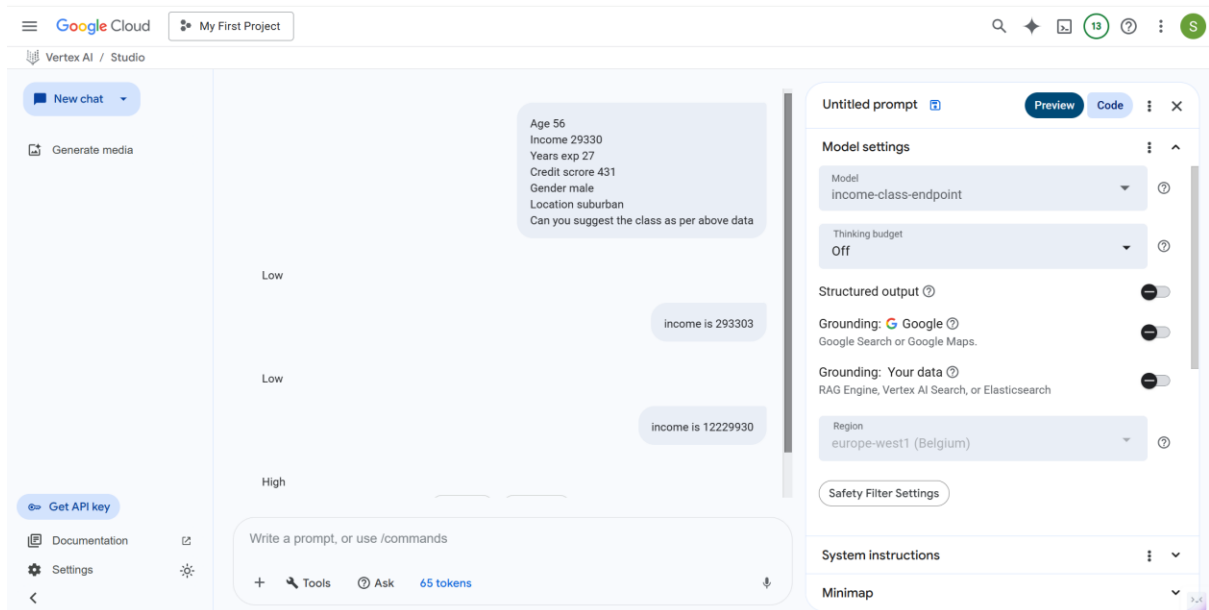 Google Cloud
My First Project
13
S
Vertex AI / Studio
New chat
Generate media
Age 56
Income 29330
Years exp 27
Credit scrore 431
Gender male
Location suburban
Can you suggest the class as per above data
Low
income is 293303
Low
income is 12229930
High
Write a prompt, or use /commands
Tools
Ask
65 tokens
Get API key
Documentation
Settings
Untitled prompt
Preview
Code
Model settings
Model
income-class-endpoint
Thinking budget
Off
Structured output
Grounding: G Google
Google Search or Google Maps.
Grounding: Your data
RAG Engine, Vertex AI Search, or Elasticsearch
Region
europe-west1 (Belgium)
Safety Filter Settings
System instructions
Minimap